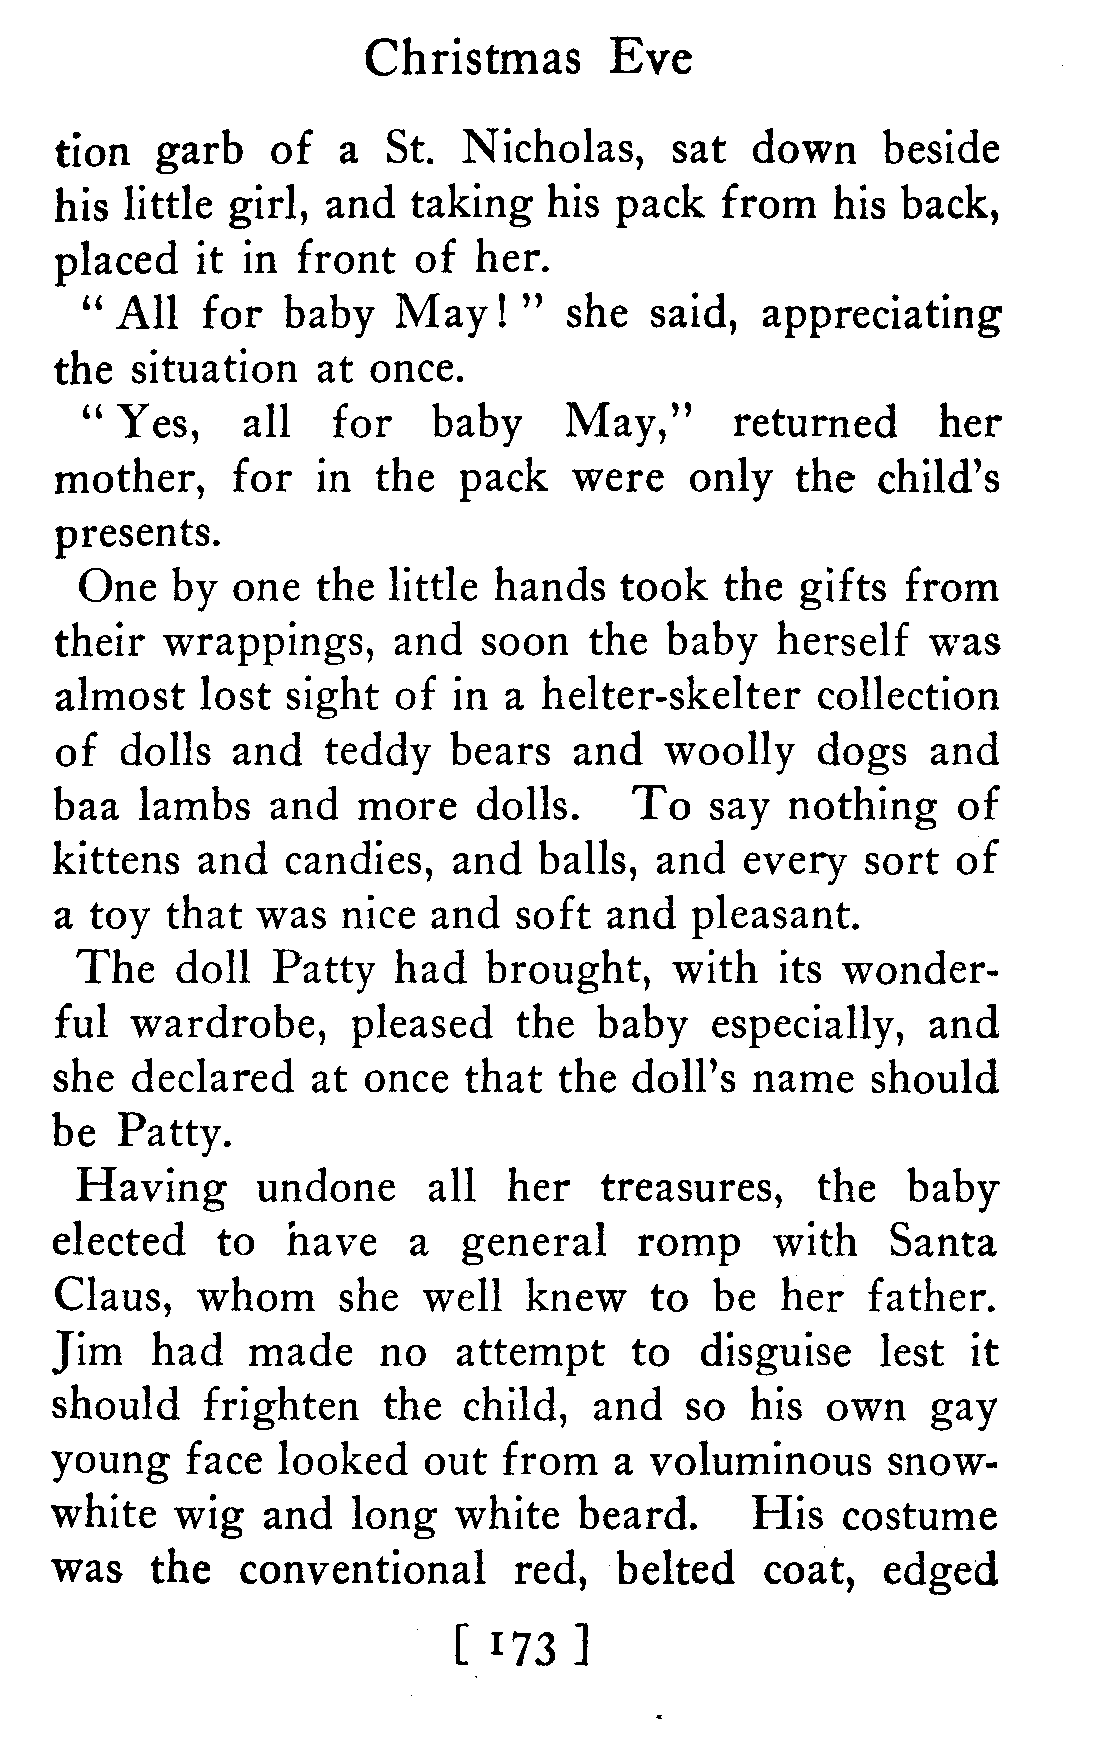 Christmas Eve
tion garb of a St. Nicholas, sat down beside
his little girl, and taking his pack from his back,
placed it in front of her.
“ All for baby May! ” she said, appreciating
the situation at once.
“ Yes, all for baby May,” returned her
mother, for in the pack were only the child’s
presents.
One by one the little hands took the gifts from
their wrappings, and soon the baby herself was
almost lost sight of in a helter-skelter collection
of dolls and teddy bears and woolly dogs and
baa lambs and more dolls. To say nothing of
kittens and candies, and balls, and every sort of
a toy that was nice and soft and pleasant.
The doll Patty had brought, with its wonder-
ful wardrobe, pleased the baby especially, and
she declared at once that the doll’s name should
be Patty.
Having undone all her treasures, the baby
elected to have a general romp with Santa
Claus, whom she well knew to be her father.
Jim had made no attempt to disguise lest it
should frighten the child, and so his own gay
young face looked out from a voluminous snow-
white wig and long white beard. His costume
was the conventional red, belted coat, edged
[ 173 ]